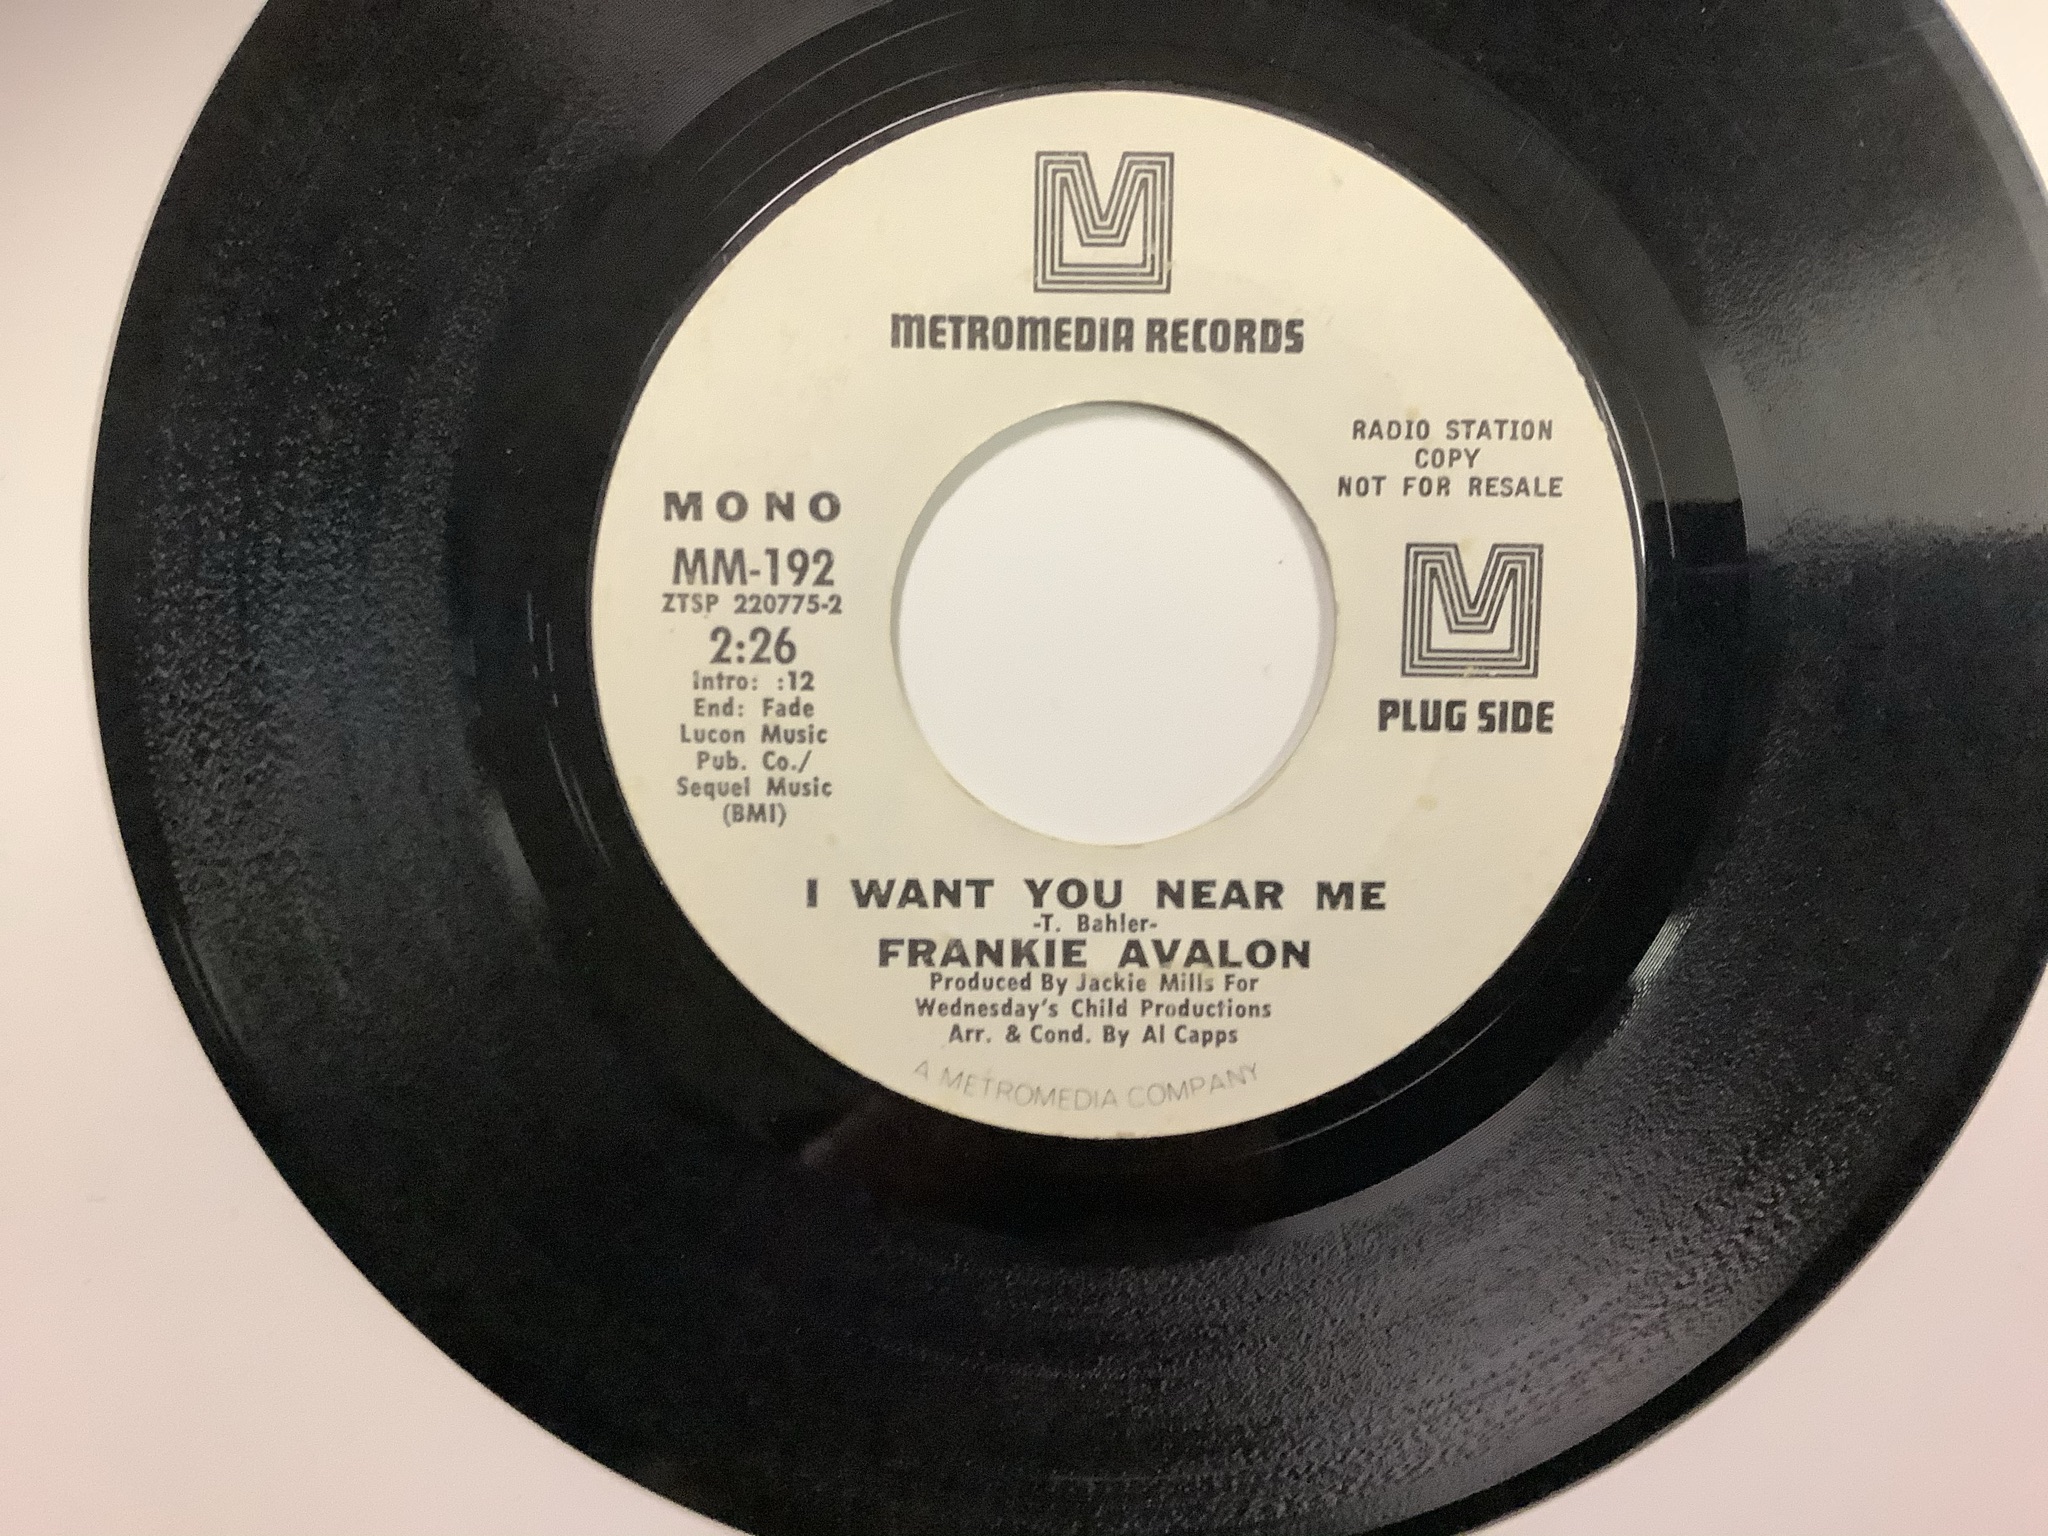 METROMEDIA RECORDS
RADIO STATION
COPY
NOT FOR RESALE
MONO
MM-192
ZTSP 220775-2
2:26
Intro: :12
End: Fade
Lucon Music
Pub. Co./
Sequel Music
(BMI)
PLUG SIDE
I WANT YOU NEAR ME
-T. Bahler-
FRANKIE AVALON
Produced By Jackie Mills For
Wednesday's Child Productions
Arr. & Cond. By Al Capps
A METROMEDIA COMPANY